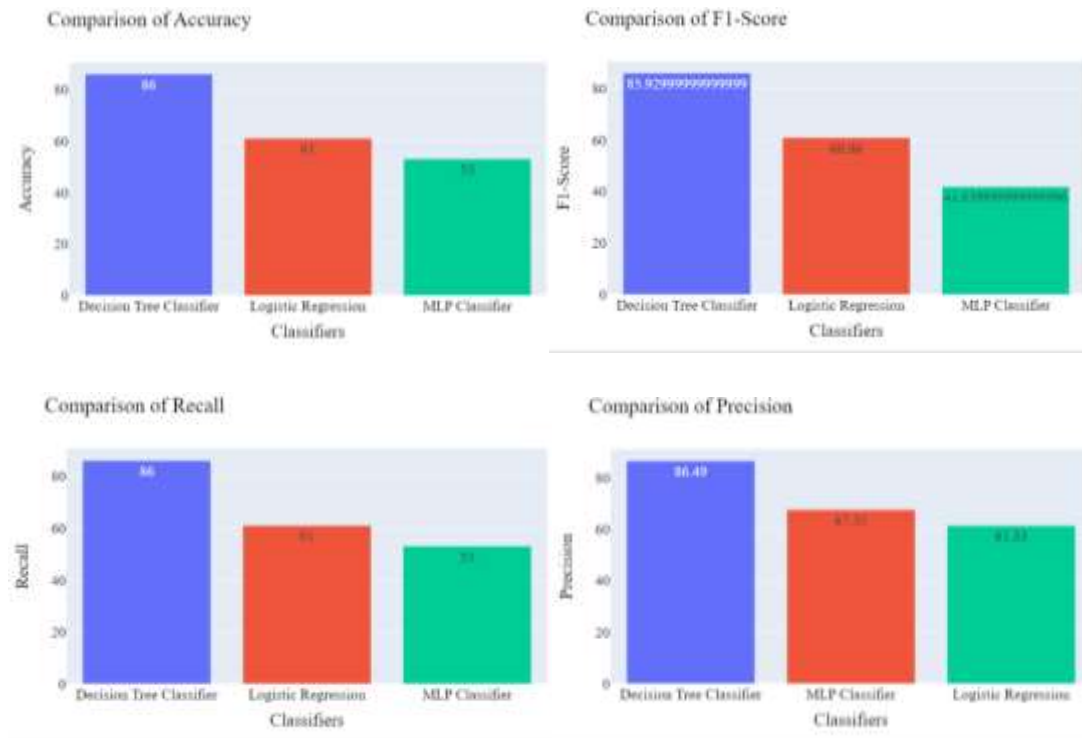 Comparison of Accuracy
80
60
40
20
0
Accuracy
86
61
53
Decision Tree Classifier Logistic Regression MLP Classifier
Classifiers
Comparison of F1-Score
80
60
40
20
0
F1-Score
85.92999999999999
Decision Tree Classifier Logistic Regression MLP Classifier
Classifiers
Comparison of Recall
80
60
40
20
0
Recall
86
61
53
Decision Tree Classifier Logistic Regression MLP Classifier
Classifiers
Comparison of Precision
80
60
40
20
0
Precision
86.49
Decision Tree Classifier MLP Classifier Logistic Regression
Classifiers